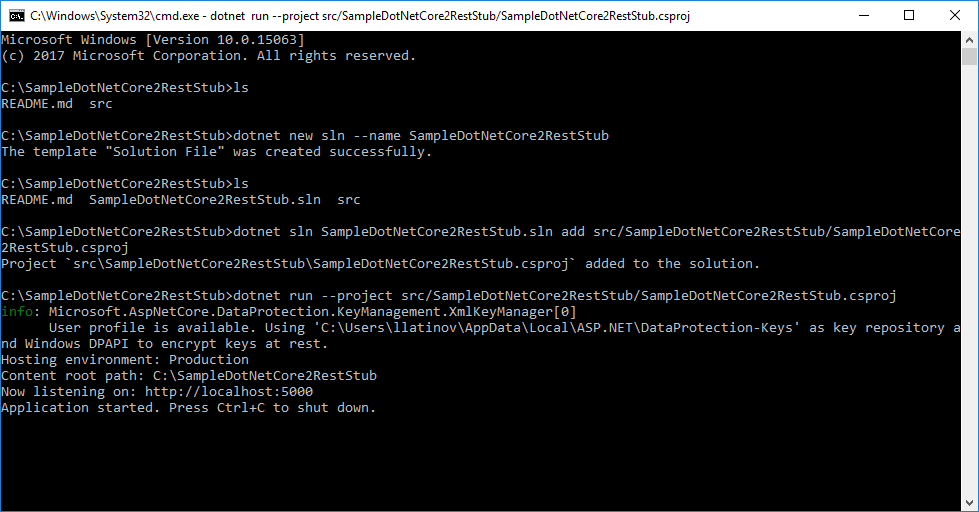 C:\Windows\System32\cmd.exe - dotnet  run --project src/SampleDotNetCore2RestStub/SampleDotNetCore2RestStub.csproj
Microsoft Windows [Version 10.0.15063]
(c) 2017 Microsoft Corporation. All rights reserved.
C:\SampleDotNetCore2RestStub>ls
README.md  src
C:\SampleDotNetCore2RestStub>dotnet new sln --name SampleDotNetCore2RestStub
The template "Solution File" was created successfully.
C:\SampleDotNetCore2RestStub>ls
README.md  SampleDotNetCore2RestStub.sln  src
C:\SampleDotNetCore2RestStub>dotnet sln SampleDotNetCore2RestStub.sln add src/SampleDotNetCore2RestStub/SampleDotNetCore
2RestStub.csproj
Project `src\SampleDotNetCore2RestStub\SampleDotNetCore2RestStub.csproj` added to the solution.
C:\SampleDotNetCore2RestStub>dotnet run --project src/SampleDotNetCore2RestStub/SampleDotNetCore2RestStub.csproj
info: Microsoft.AspNetCore.DataProtection.KeyManagement.XmlKeyManager[0]
      User profile is available. Using 'C:\Users\llatinov\AppData\Local\ASP.NET\DataProtection-Keys' as key repository a
nd Windows DPAPI to encrypt keys at rest.
Hosting environment: Production
Content root path: C:\SampleDotNetCore2RestStub
Now listening on: http://localhost:5000
Application started. Press Ctrl+C to shut down.